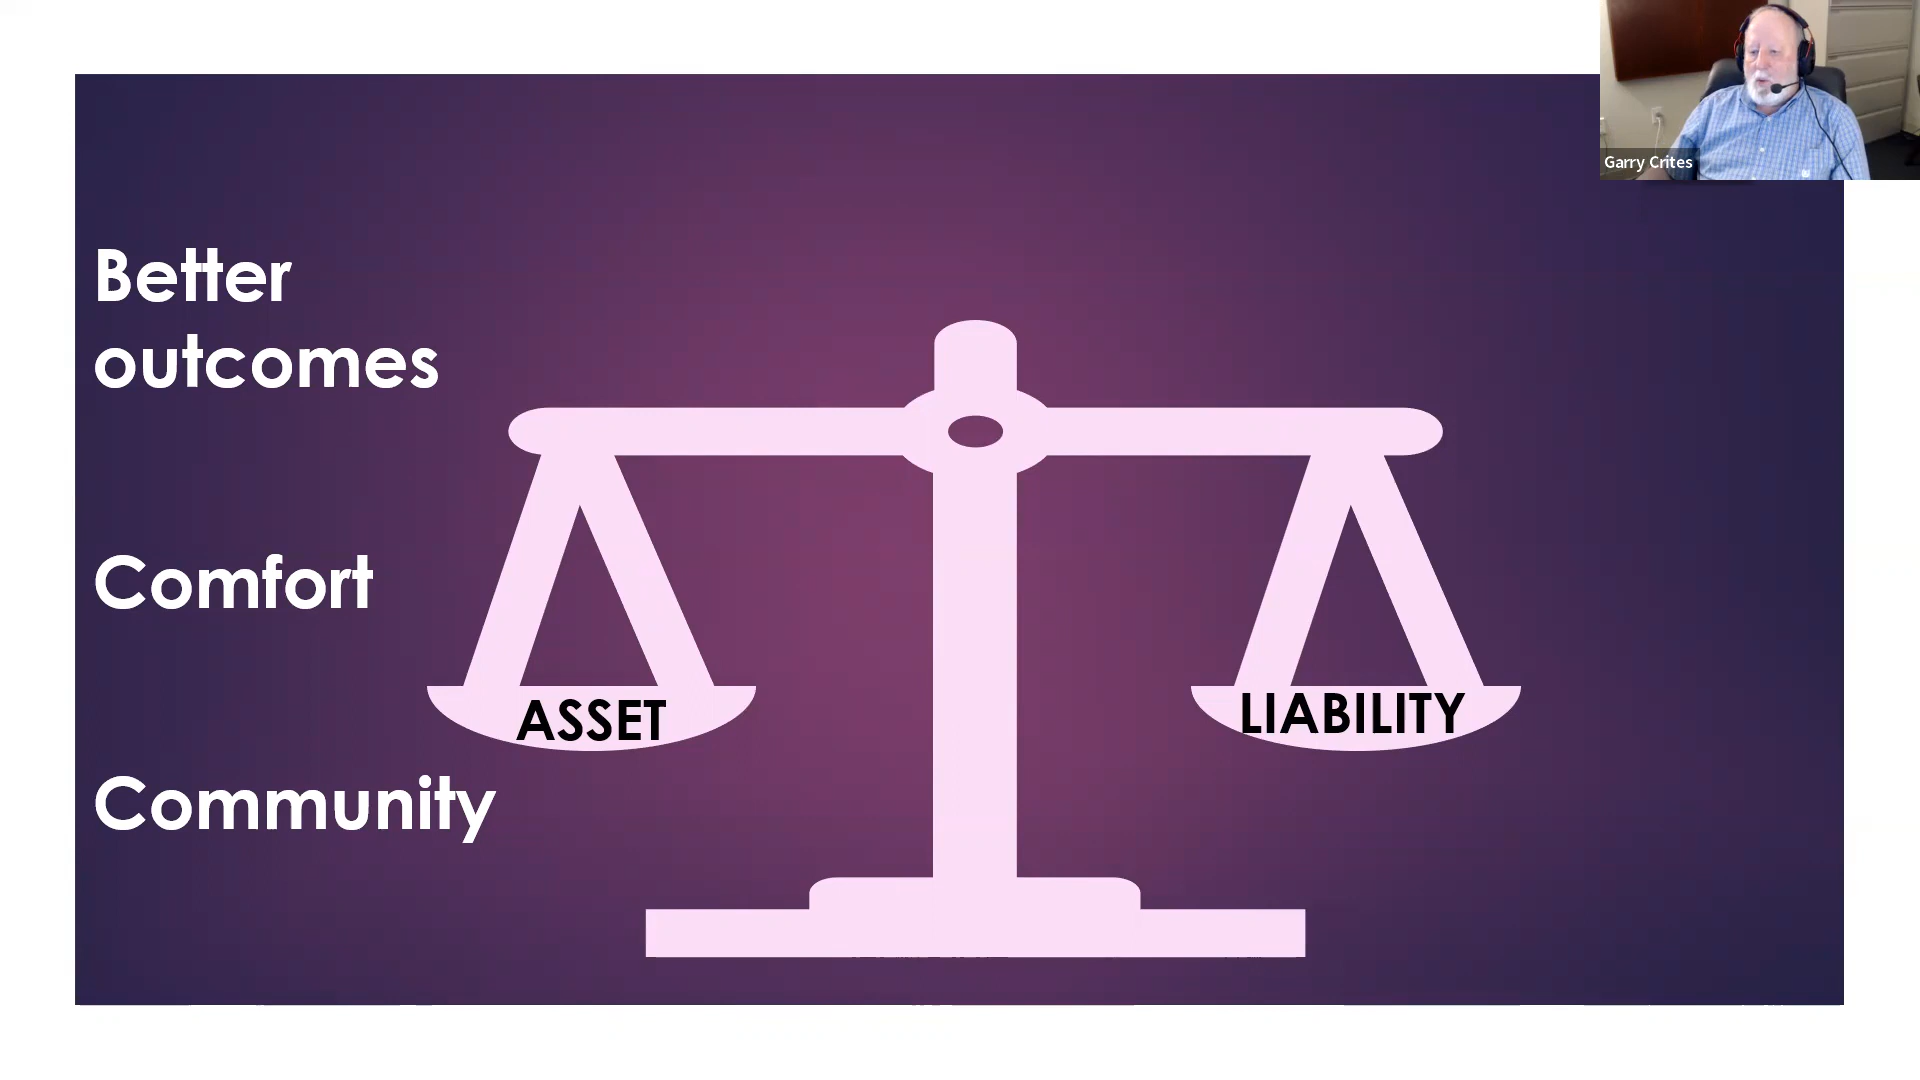 Garry Crites
Better
outcomes
Comfort
ASSET
LIABILITY
Community